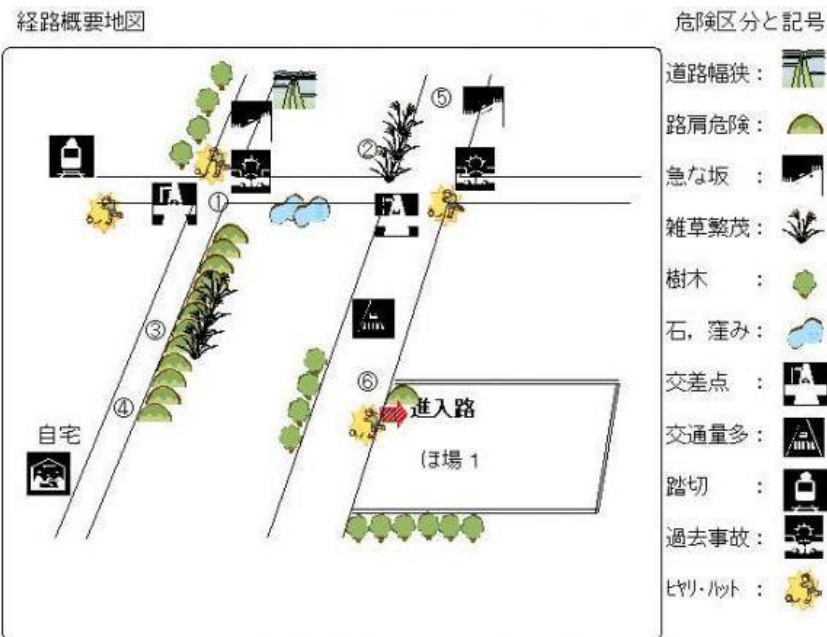 経路概要地図
危険区分と記号
道路幅狭：
路肩危険：
急な坂　：
雑草繁茂：
樹木　　：
石，窪み：
交差点　：
交通量多：
踏切　　：
過去事故：
ﾋﾔﾘ・ﾊｯﾄ ：
⑤
②
①
③
⑥
④
進入路
自宅
ほ場 1